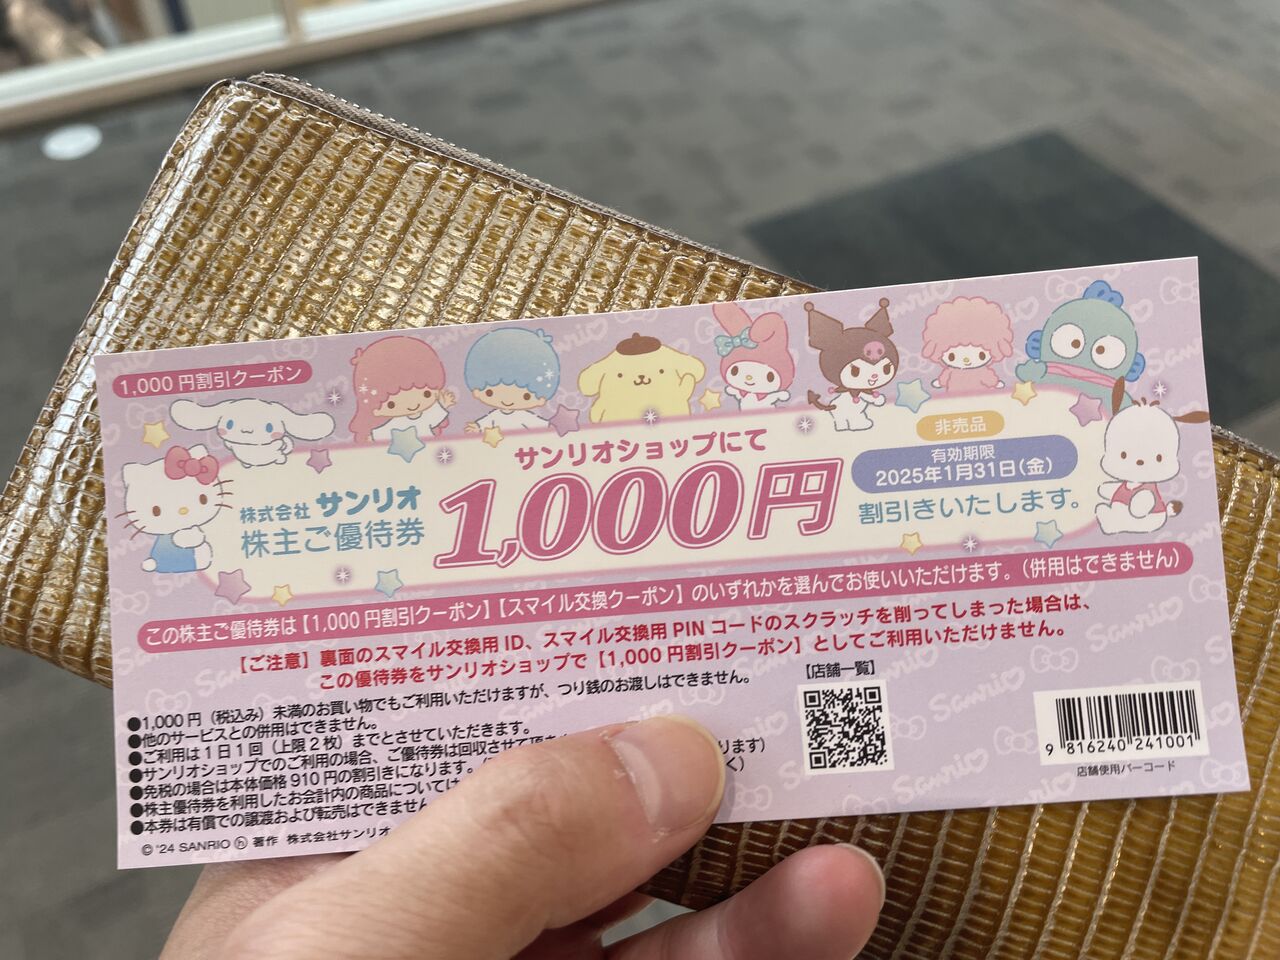 1,000円割引クーポン
サンリオショップにて
非売品
有効期限
2025年1月31日(金)
株式会社 サンリオ
株主ご優待券
1,000円
割引きいたします。
この株主ご優待券は【1,000円割引クーポン】【スマイル交換クーポン】のいずれかを選んでお使いいただけます。(併用はできません)
【ご注意】裏面のスマイル交換用ID、スマイル交換用PINコードのスクラッチを削ってしまった場合は、
この優待券をサンリオショップで【1,000円割引クーポン】としてご利用いただけません。
●1,000円(税込み)未満のお買い物でもご利用いただけますが、つり銭のお渡しはできません。
●他のサービスとの併用はできません。
●ご利用は1日1回(上限2枚)までとさせていただきます。
●サンリオショップでのご利用の場合、ご優待券は回収させて頂き
ります)
●免税の場合は本体価格910円の割引きになります。
く)
●株主優待券を利用したお会計内の商品については
●本券は有償での譲渡および転売はできません
© '24 SANRIO ⓗ 著作 株式会社サンリオ
【店舗一覧】
9 816240 241001
店舗使用バーコード
Sanrio